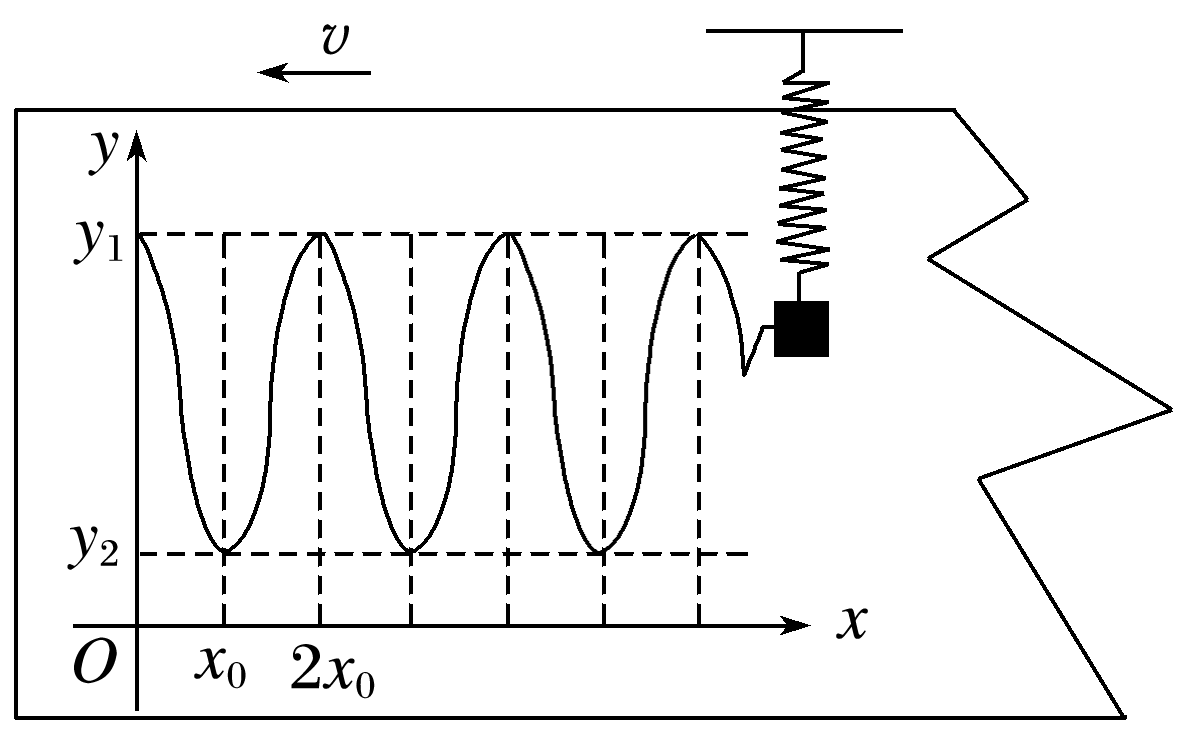 v
y
y₁
y₂
O
x₀
2x₀
x